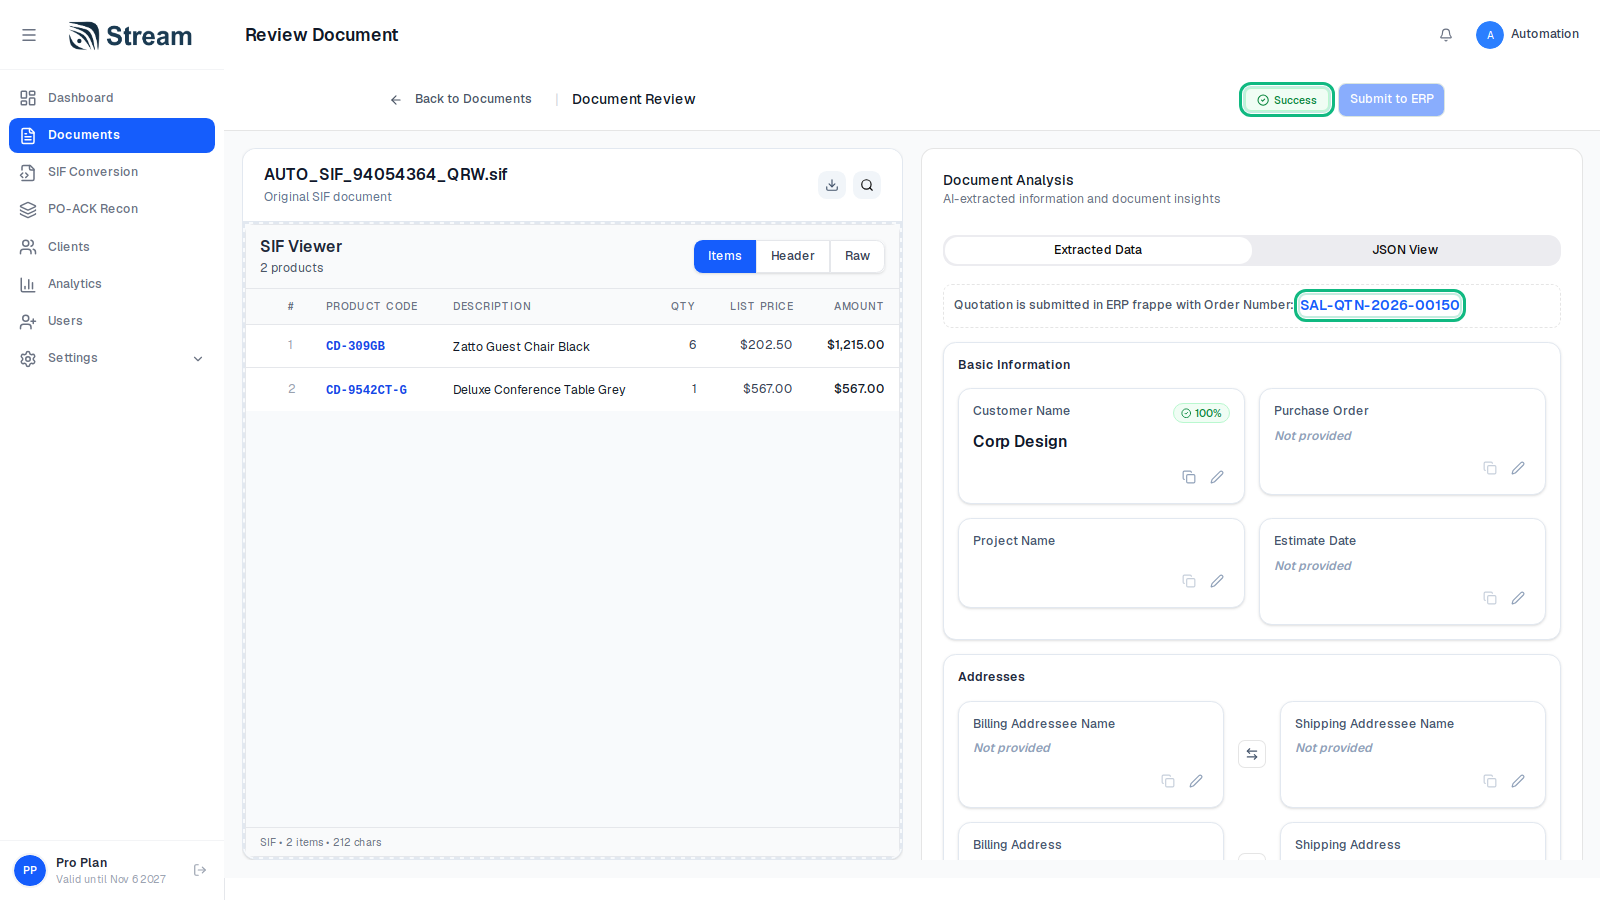 Stream
Review Document
A
Automation
Dashboard
Documents
SIF Conversion
PO-ACK Recon
Clients
Analytics
Users
Settings
PP
Pro Plan
Valid until Nov 6 2027
Back to Documents
Document Review
Success
Submit to ERP
AUTO_SIF_94054364_QRW.sif
Original SIF document
SIF Viewer
2 products
Items
Header
Raw
# PRODUCT CODE DESCRIPTION QTY LIST PRICE AMOUNT
1 CD-309GB Zatto Guest Chair Black 6 $202.50 $1,215.00
2 CD-9542CT-G Deluxe Conference Table Grey 1 $567.00 $567.00
SIF • 2 items • 212 chars
Document Analysis
AI-extracted information and document insights
Extracted Data
JSON View
Quotation is submitted in ERP frappe with Order Number: SAL-QTN-2026-00150
Basic Information
Customer Name
100%
Corp Design
Purchase Order
Not provided
Project Name
Estimate Date
Not provided
Addresses
Billing Addressee Name
Not provided
Shipping Addressee Name
Not provided
Billing Address
Shipping Address